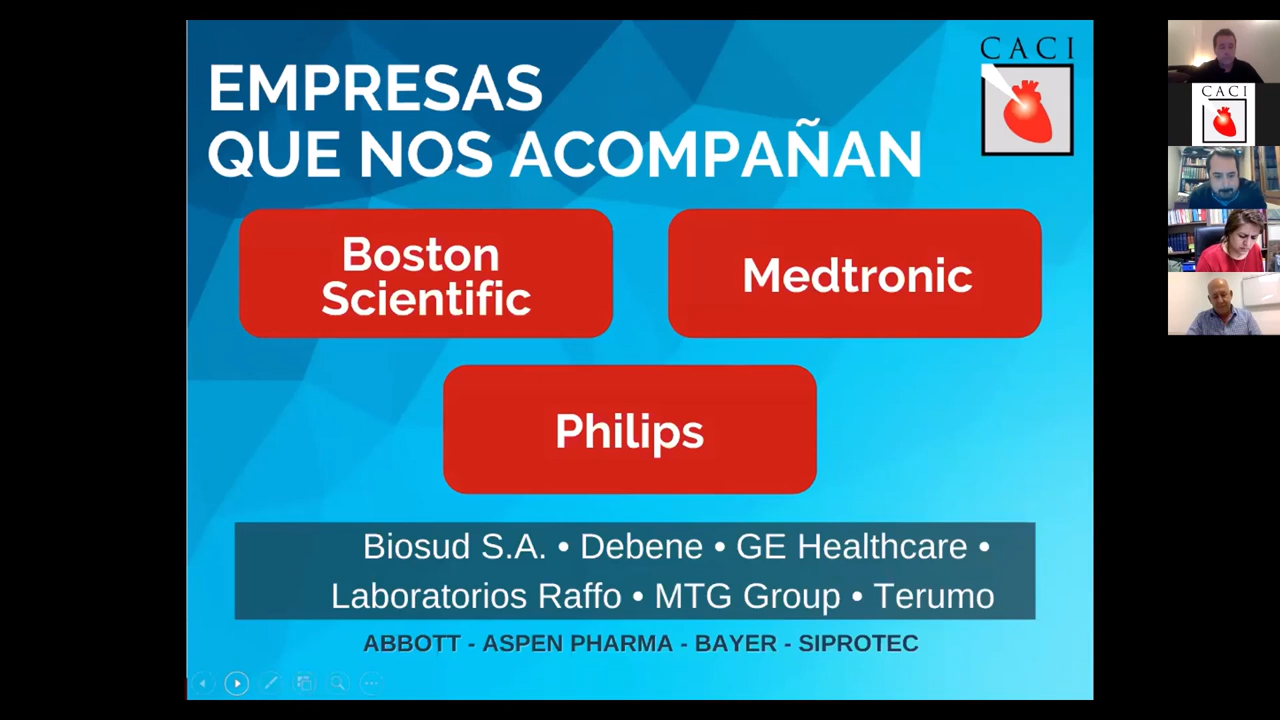 EMPRESAS
QUE NOS ACOMPAÑAN
CACI
Boston
Scientific
Medtronic
Philips
Biosud S.A. • Debene • GE Healthcare •
Laboratorios Raffo • MTG Group • Terumo
ABBOTT - ASPEN PHARMA - BAYER - SIPROTEC
CACI